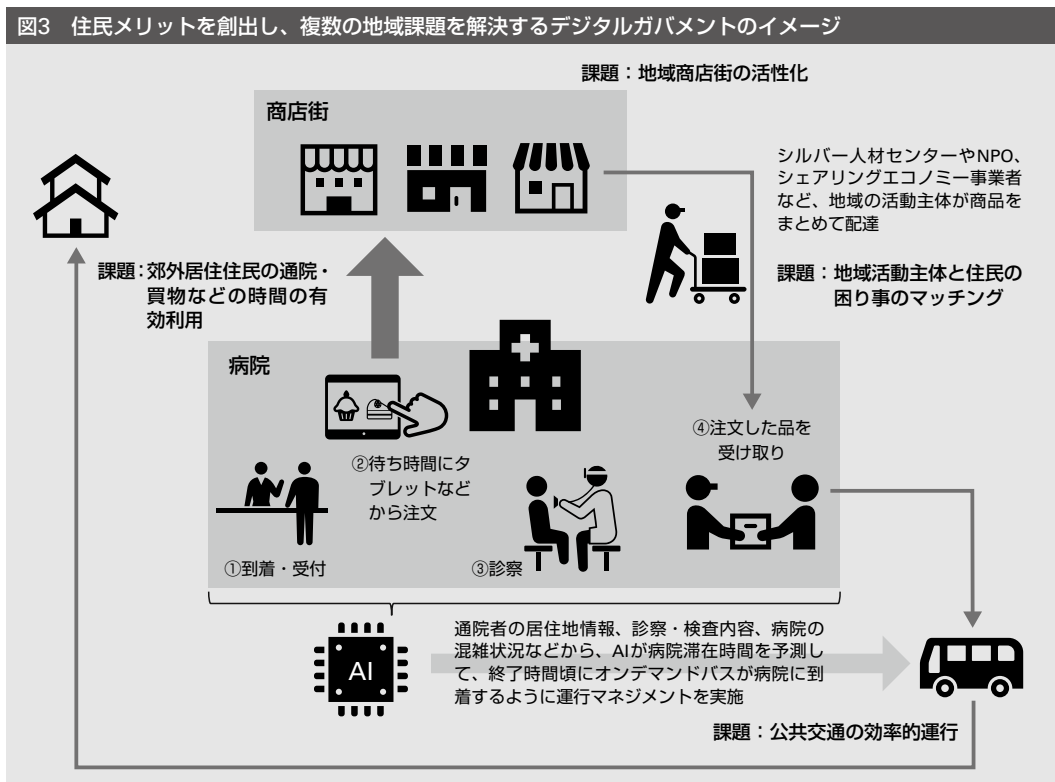 図3 住民メリットを創出し、複数の地域課題を解決するデジタルガバメントのイメージ
課題：地域商店街の活性化
商店街
シルバー人材センターやNPO、
シェアリングエコノミー事業者
など、地域の活動主体が商品を
まとめて配達
課題：郊外居住住民の通院・
買物などの時間の有
効利用
課題：地域活動主体と住民の
困り事のマッチング
病院
④注文した品を
受け取り
②待ち時間にタ
ブレットなど
から注文
①到着・受付
③診察
通院者の居住地情報、診察・検査内容、病院の
混雑状況などから、AIが病院滞在時間を予測し
て、終了時間頃にオンデマンドバスが病院に到
着するように運行マネジメントを実施
AI
課題：公共交通の効率的運行